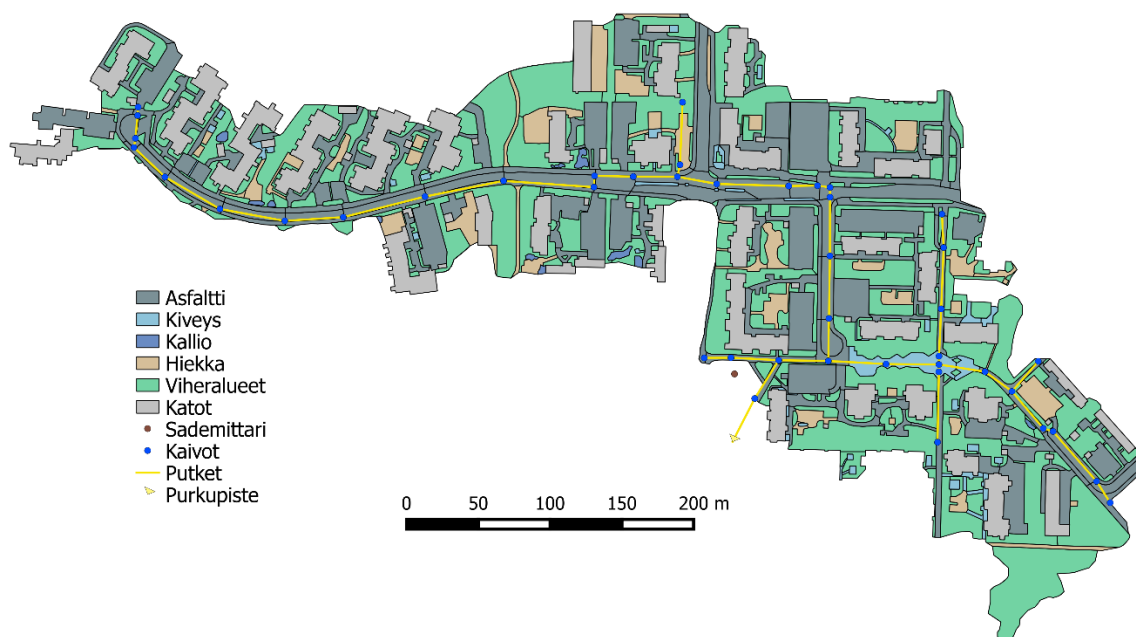 Asfaltti
Kiveys
Kallio
Hiekka
Viheralueet
Katot
Sademittari
Kaivot
Putket
Purkupiste
0 50 100 150 200 m